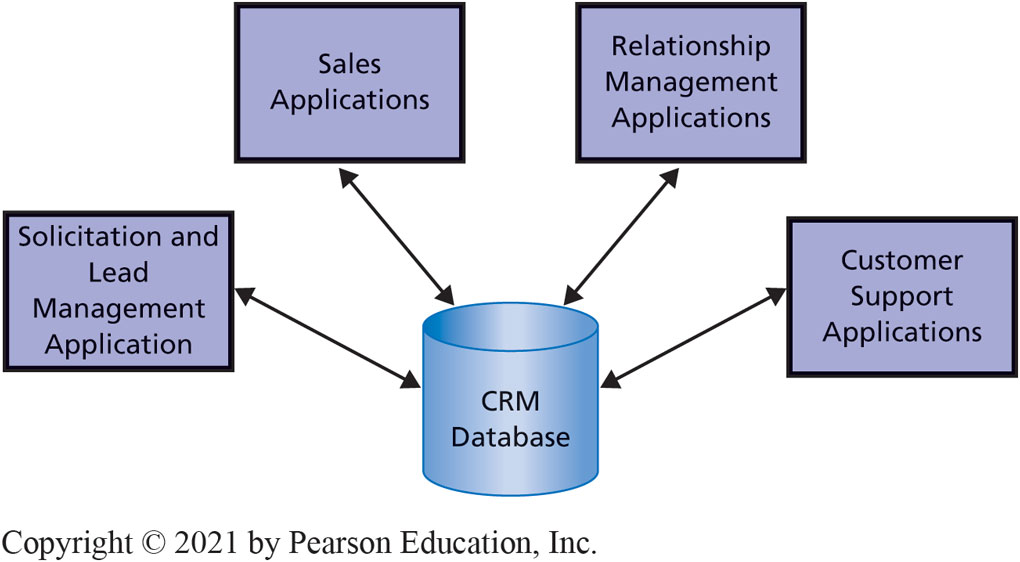 Sales
Applications
Relationship
Management
Applications
Solicitation and
Lead
Management
Application
Customer
Support
Applications
CRM
Database
Copyright © 2021 by Pearson Education, Inc.